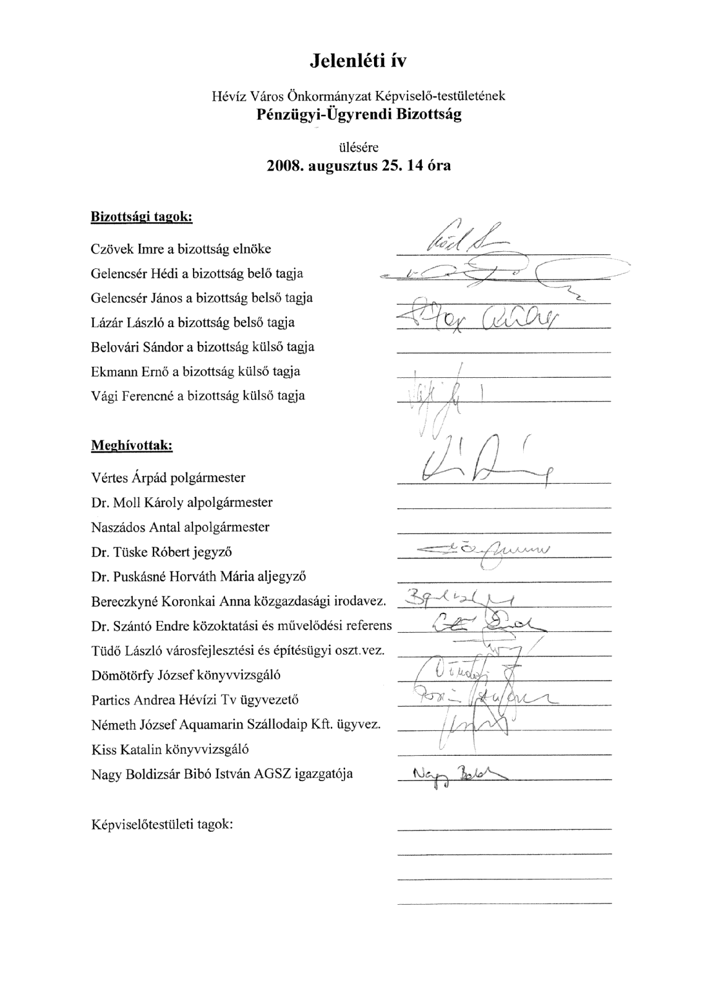 Jelenléti ív
Hévíz Város Önkormányzat Képviselő-testületének
Pénzügyi-Ügyrendi Bizottság
ülésére
2008. augusztus 25. 14 óra
Bizottsági tagok:
Czövek Imre a bizottság elnöke
Gelencsér Hédi a bizottság belő tagja
Gelencsér János a bizottság belső tagja
Lázár László a bizottság belső tagja
Belovári Sándor a bizottság külső tagja
Ekmann Ernő a bizottság külső tagja
Vági Ferencné a bizottság külső tagja
Meghívottak:
Vértes Árpád polgármester
Dr. Moll Károly alpolgármester
Naszádos Antal alpolgármester
Dr. Tüske Róbert jegyző
Dr. Puskásné Horváth Mária aljegyző
Bereczkyné Koronkai Anna közgazdasági irodavez.
Dr. Szántó Endre közoktatási és művelődési referens
Tüdő László városfejlesztési és építésügyi oszt.vez.
Dömötörfy József könyvvizsgáló
Partics Andrea Hévízi Tv ügyvezető
Németh József Aquamarin Szállodaip Kft. ügyvez.
Kiss Katalin könyvvizsgáló
Nagy Boldizsár Bibó István AGSZ igazgatója Nagy
Képviselőtestületi tagok: